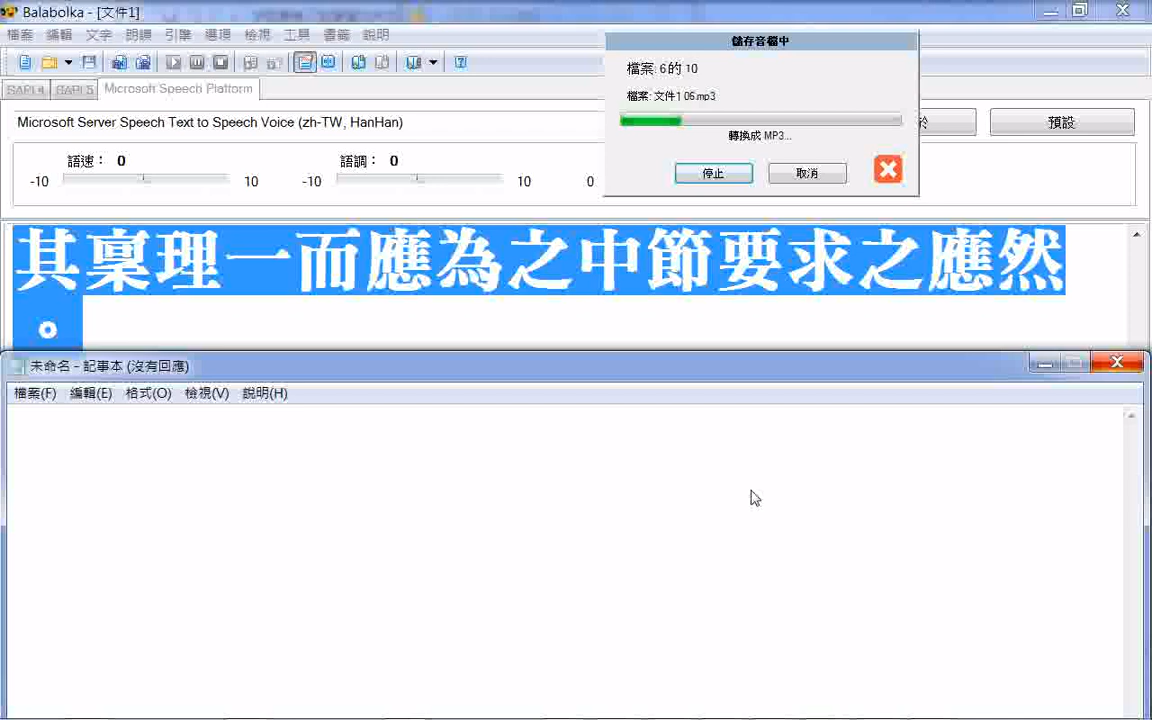 Balabolka - [文件1]
檔案 編輯 文字 朗讀 引擎 選項 檢視 工具 書籤 說明
SAPI 4 SAPI 5 Microsoft Speech Platform
Microsoft Server Speech Text to Speech Voice (zh-TW, HanHan)
預設
語速： 0 語調： 0
-10 10 -10 10 0
儲存音檔中
檔案: 6的 10
檔案: 文件1 06.mp3
轉換成 MP3...
停止 取消
其稟理一而應為之中節要求之應然
。
未命名 - 記事本 (沒有回應)
檔案(F) 編輯(E) 格式(O) 檢視(V) 說明(H)